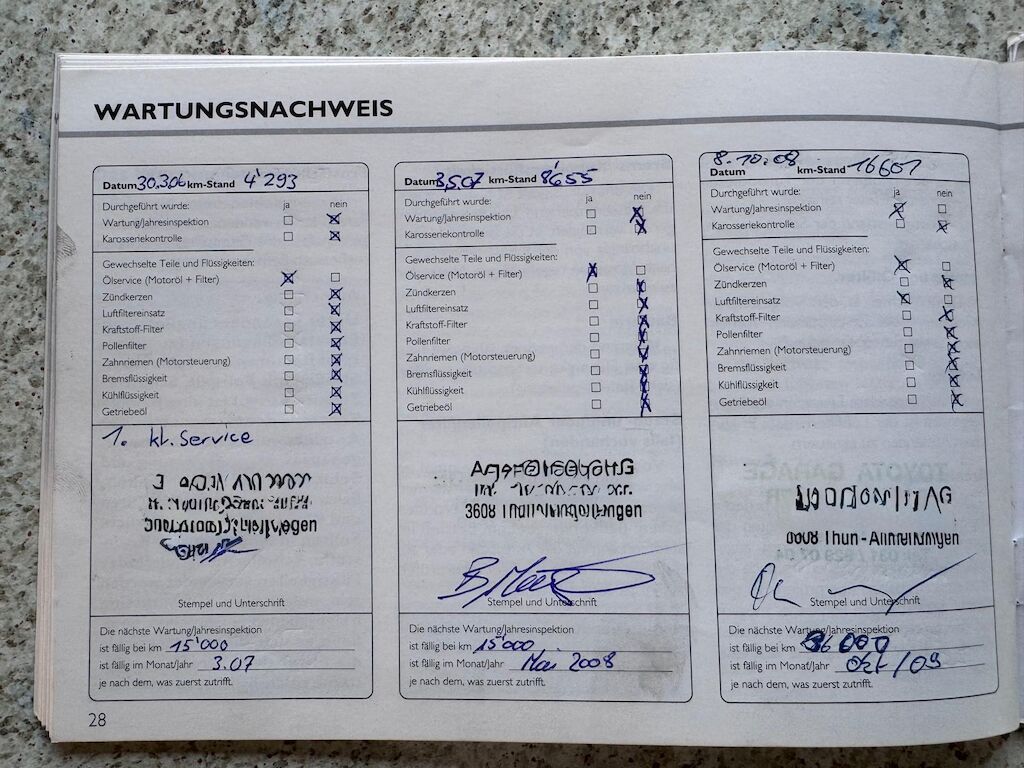 WARTUNGSNACHWEIS
Datum 30.3.06 km-Stand 4'293
Durchgeführt wurde: ja nein
Wartung/Jahresinspektion
Karosseriekontrolle
Gewechselte Teile und Flüssigkeiten:
Ölservice (Motoröl + Filter)
Zündkerzen
Luftfiltereinsatz
Kraftstoff-Filter
Pollenfilter
Zahnriemen (Motorsteuerung)
Bremsflüssigkeit
Kühlflüssigkeit
Getriebeöl
1. kl. Service
Stempel und Unterschrift
Die nächste Wartung/Jahresinspektion
ist fällig bei km 15'000
ist fällig im Monat/Jahr 3.07
je nach dem, was zuerst zutrifft.
28
Datum 3.5.07 km-Stand 8'655
Durchgeführt wurde: ja nein
Wartung/Jahresinspektion
Karosseriekontrolle
Gewechselte Teile und Flüssigkeiten:
Ölservice (Motoröl + Filter)
Zündkerzen
Luftfiltereinsatz
Kraftstoff-Filter
Pollenfilter
Zahnriemen (Motorsteuerung)
Bremsflüssigkeit
Kühlflüssigkeit
Getriebeöl
3608
Stempel und Unterschrift
Die nächste Wartung/Jahresinspektion
ist fällig bei km 15'000
ist fällig im Monat/Jahr Mai 2008
je nach dem, was zuerst zutrifft.
Datum 8.10.08 km-Stand 16601
Durchgeführt wurde: ja nein
Wartung/Jahresinspektion
Karosseriekontrolle
Gewechselte Teile und Flüssigkeiten:
Ölservice (Motoröl + Filter)
Zündkerzen
Luftfiltereinsatz
Kraftstoff-Filter
Pollenfilter
Zahnriemen (Motorsteuerung)
Bremsflüssigkeit
Kühlflüssigkeit
Getriebeöl
Thun
Stempel und Unterschrift
Die nächste Wartung/Jahresinspektion
ist fällig bei km
ist fällig im Monat/Jahr Okt/09
je nach dem, was zuerst zutrifft.